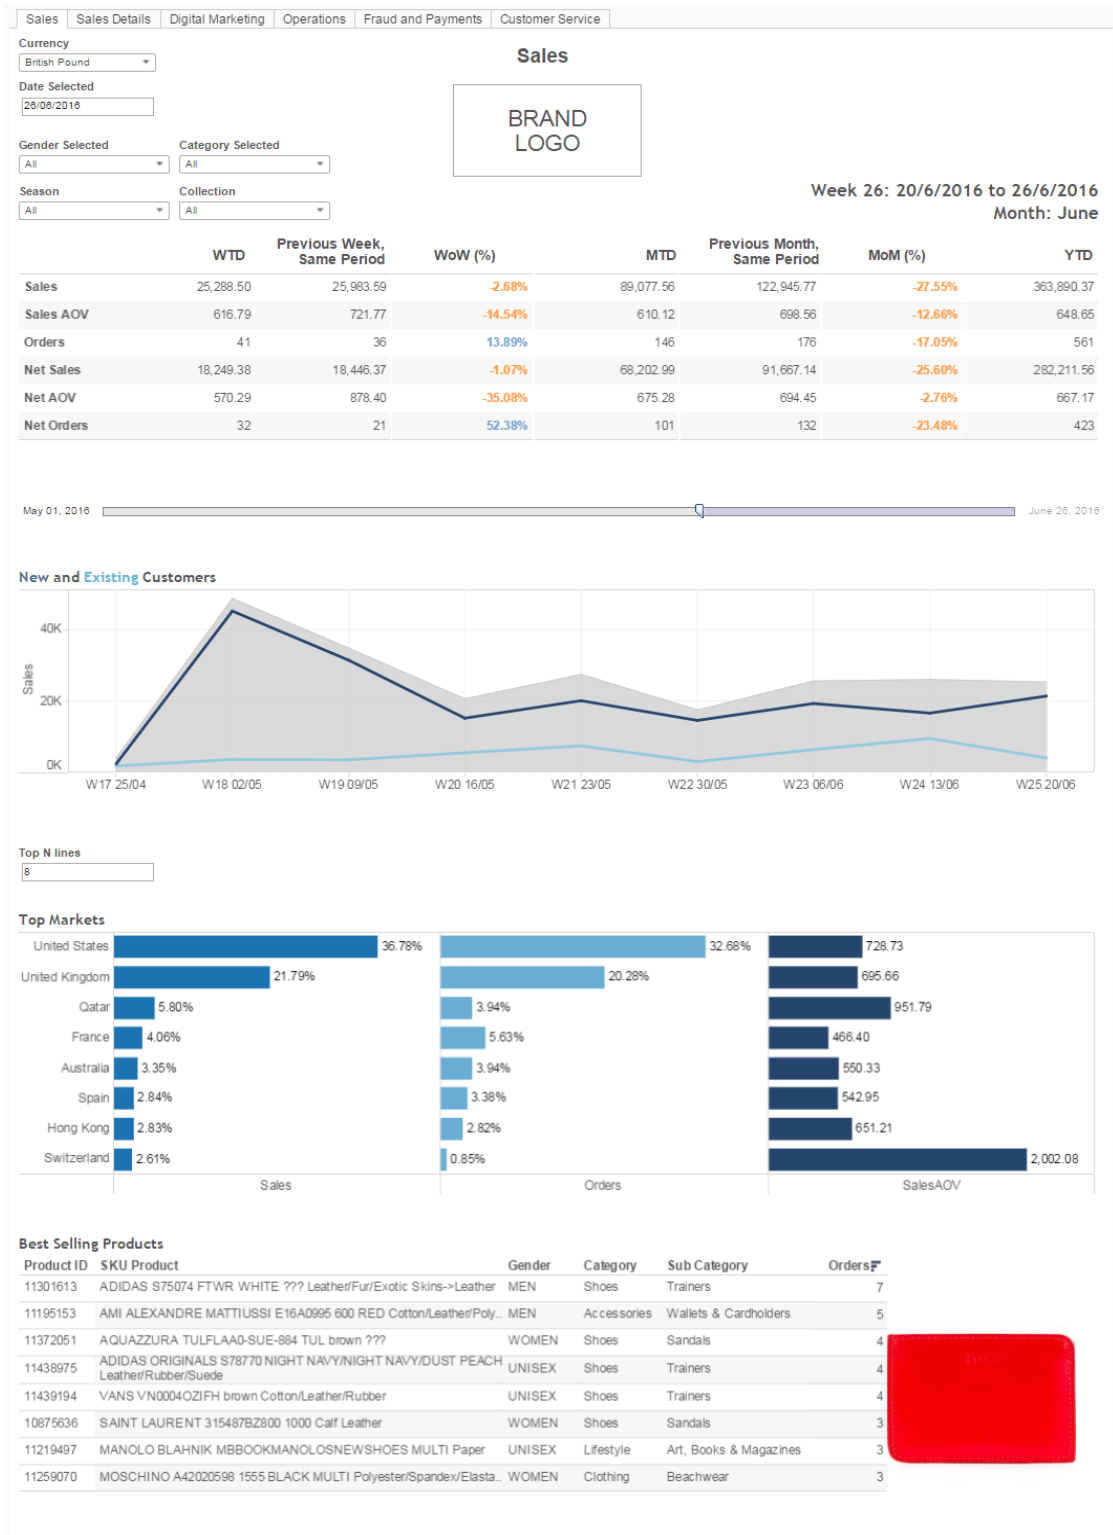 Sales Sales Details Digital Marketing Operations Fraud and Payments Customer Service
Currency
British Pound
Sales
Date Selected
26/06/2016
BRAND
LOGO
Gender Selected Category Selected
All All
Season Collection
All All
Week 26: 20/6/2016 to 26/6/2016
Month: June
WTD Previous Week, Same Period WoW (%) MTD Previous Month, Same Period MoM (%) YTD
Sales 25,288.50 25,983.59 -2.68% 89,077.56 122,945.77 -27.55% 363,890.37
Sales AOV 616.79 721.77 -14.54% 610.12 698.56 -12.66% 648.65
Orders 41 36 13.89% 146 176 -17.05% 561
Net Sales 18,249.38 18,446.37 -1.07% 68,202.99 91,667.14 -25.60% 282,211.56
Net AOV 570.29 878.40 -35.08% 675.28 694.45 -2.76% 667.17
Net Orders 32 21 52.38% 101 132 -23.48% 423
May 01, 2016 June 26, 2016
New and Existing Customers
40K
20K
0K
Sales
W17 25/04 W18 02/05 W19 09/05 W20 16/05 W21 23/05 W22 30/05 W23 06/06 W24 13/06 W25 20/06
Top N lines
8
Top Markets
United States 36.78% 32.68% 728.73
United Kingdom 21.79% 20.28% 695.66
Qatar 5.80% 3.94% 951.79
France 4.06% 5.63% 466.40
Australia 3.35% 3.94% 550.33
Spain 2.84% 3.38% 542.95
Hong Kong 2.83% 2.82% 651.21
Switzerland 2.61% 0.85% 2,002.08
Sales Orders SalesAOV
Best Selling Products
Product ID SKU Product Gender Category Sub Category Orders
11301613 ADIDAS S75074 FTWR WHITE ??? Leather/Fur/Exotic Skins->Leather MEN Shoes Trainers 7
11195153 AMI ALEXANDRE MATTIUSSI E16A0995 600 RED Cotton/Leather/Poly.. MEN Accessories Wallets & Cardholders 5
11372051 AQUAZZURA TULFLAA0-SUE-884 TUL brown ??? WOMEN Shoes Sandals 4
11438975 ADIDAS ORIGINALS S78770 NIGHT NAVY/NIGHT NAVY/DUST PEACH Leather/Rubber/Suede UNISEX Shoes Trainers 4
11439194 VANS VN0004OZIFH brown Cotton/Leather/Rubber UNISEX Shoes Trainers 4
10875636 SAINT LAURENT 315487BZ800 1000 Calf Leather WOMEN Shoes Sandals 3
11219497 MANOLO BLAHNIK MBBOOKMANOLOSNEWSHOES MULTI Paper UNISEX Lifestyle Art, Books & Magazines 3
11259070 MOSCHINO A42020598 1555 BLACK MULTI Polyester/Spandex/Elasta.. WOMEN Clothing Beachwear 3